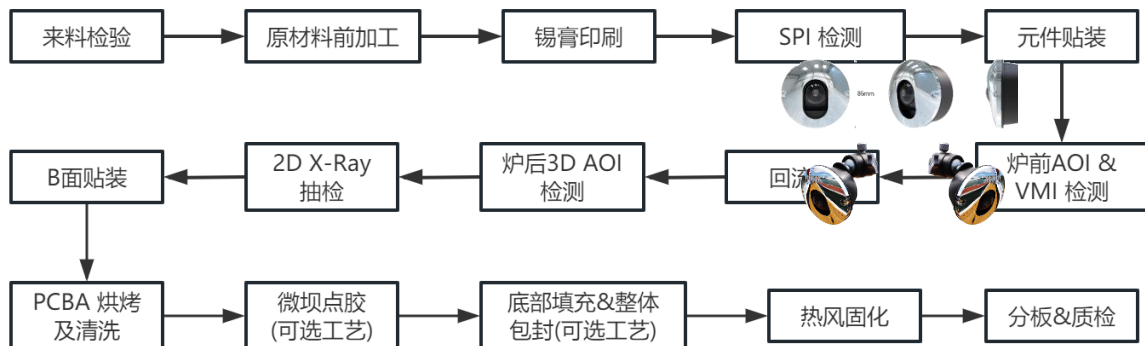 来料检验
原材料前加工
锡膏印刷
SPI 检测
元件贴装
86mm
B面贴装
2D X-Ray
抽检
炉后3D AOI
检测
回流
炉前AOI &
VMI 检测
PCBA 烘烤
及清洗
微坝点胶
(可选工艺)
底部填充&整体
包封(可选工艺)
热风固化
分板&质检